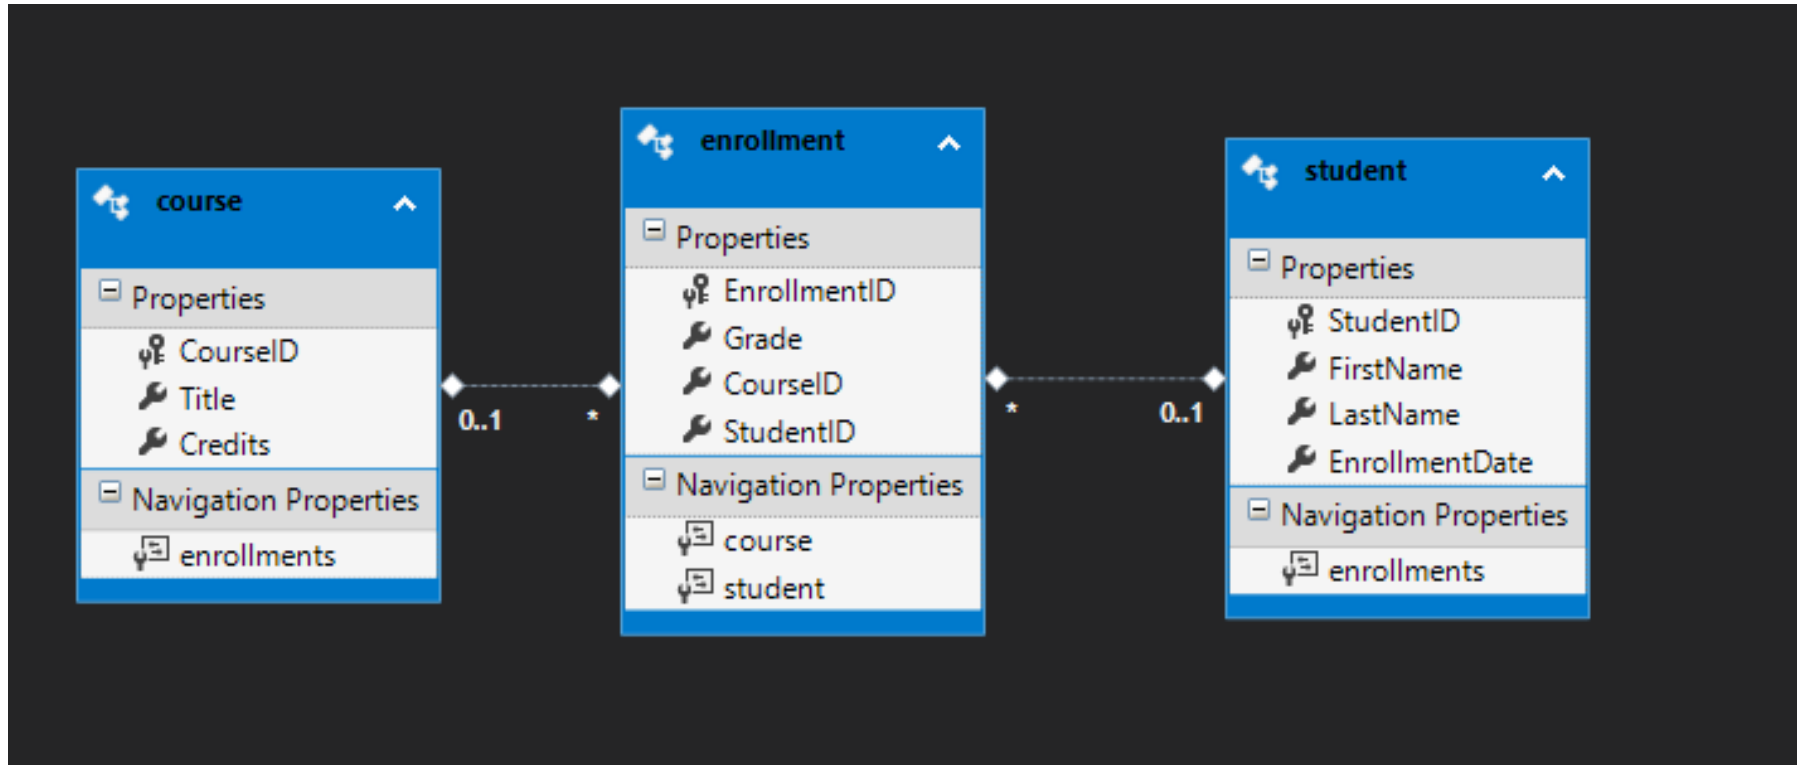 course
Properties
CourseID
Title
Credits
Navigation Properties
enrollments
0..1
*
enrollment
Properties
EnrollmentID
Grade
CourseID
StudentID
Navigation Properties
course
student
*
0..1
student
Properties
StudentID
FirstName
LastName
EnrollmentDate
Navigation Properties
enrollments